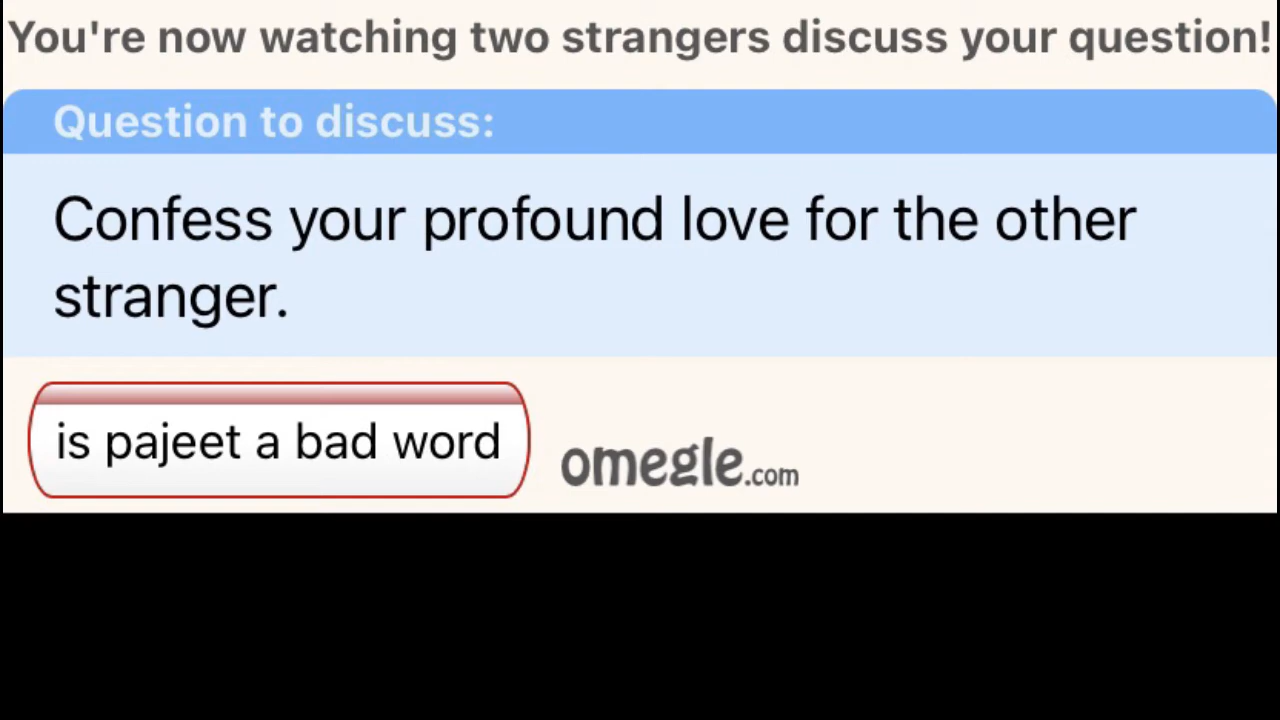 You're now watching two strangers discuss your question!
Question to discuss:
Confess your profound love for the other
stranger.
is pajeet a bad word
omegle.com